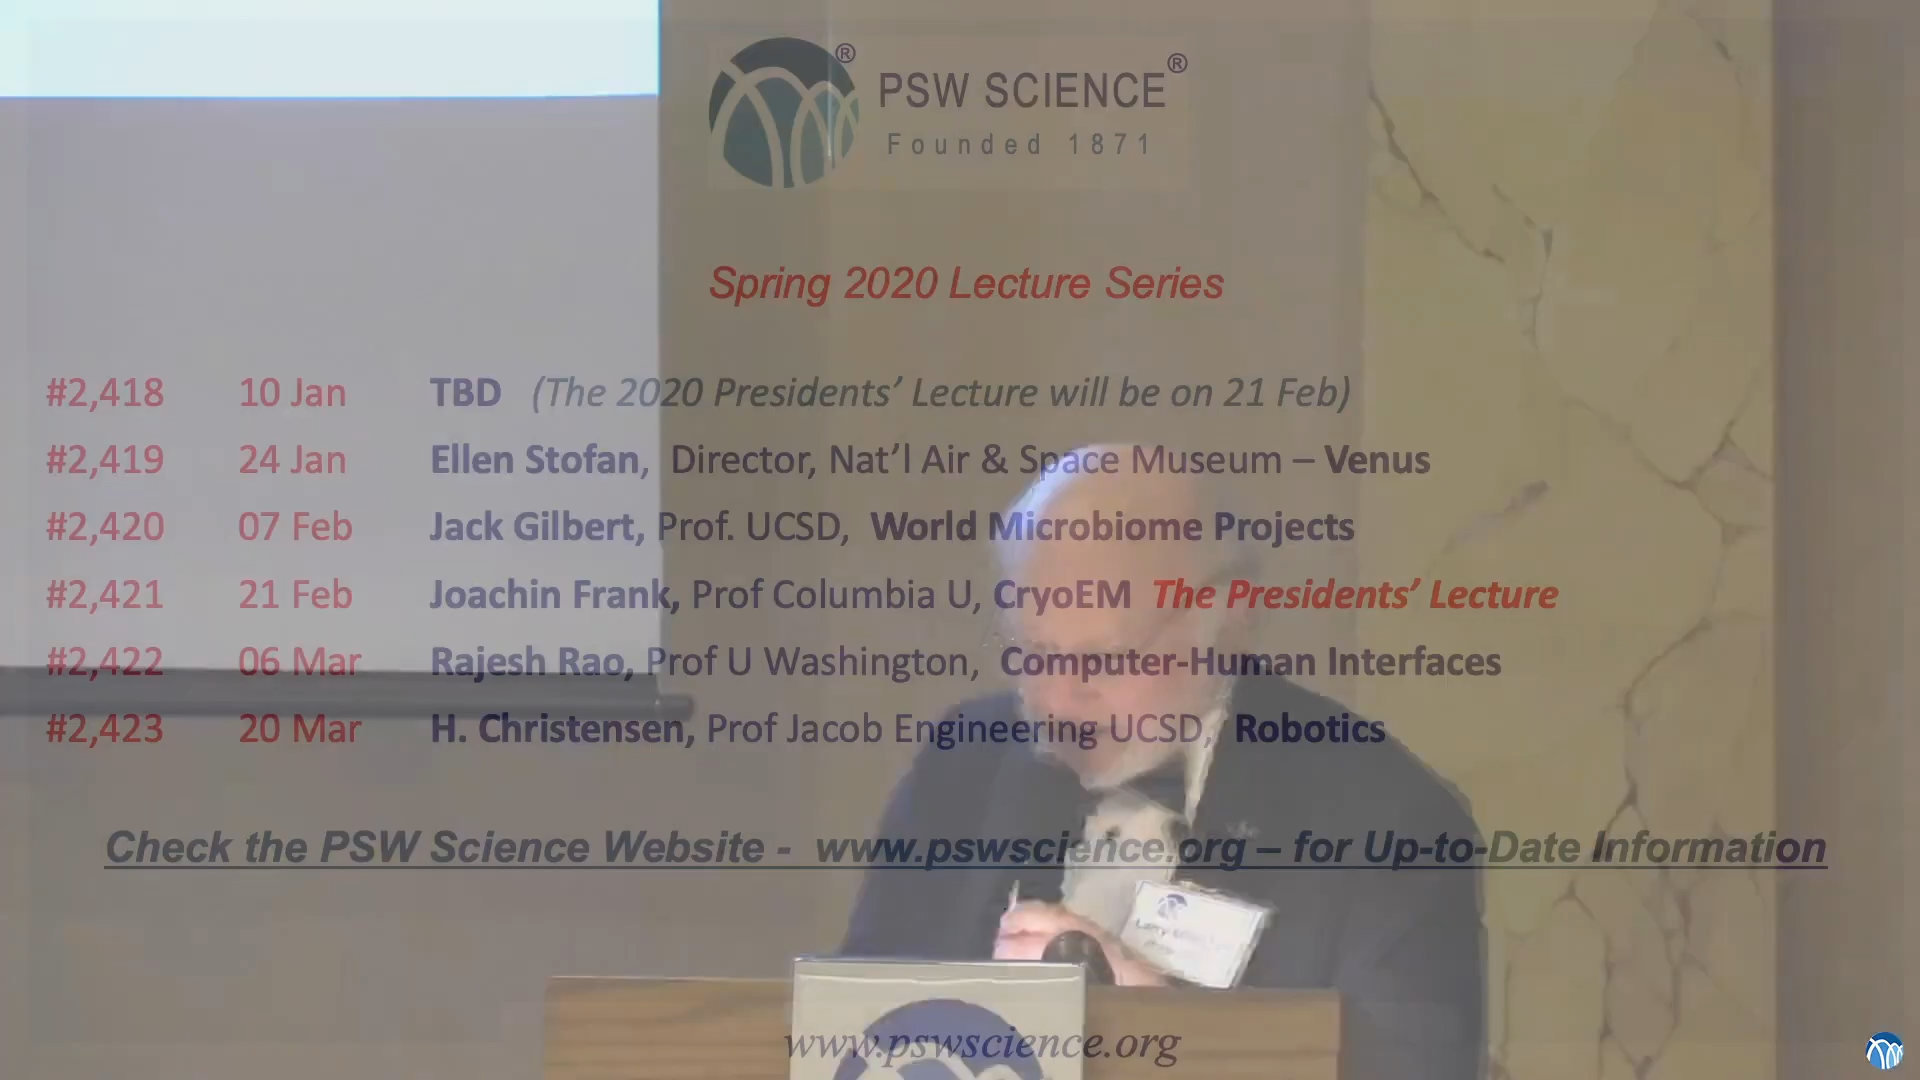 PSW SCIENCE®
Founded 1871
Spring 2020 Lecture Series
#2,418 10 Jan TBD (The 2020 Presidents’ Lecture will be on 21 Feb)
#2,419 24 Jan Ellen Stofan, Director, Nat’l Air & Space Museum – Venus
#2,420 07 Feb Jack Gilbert, Prof. UCSD, World Microbiome Projects
#2,421 21 Feb Joachin Frank, Prof Columbia U, CryoEM The Presidents’ Lecture
#2,422 06 Mar Rajesh Rao, Prof U Washington, Computer-Human Interfaces
#2,423 20 Mar H. Christensen, Prof Jacob Engineering UCSD, Robotics
Check the PSW Science Website - www.pswscience.org – for Up-to-Date Information
www.pswscience.org